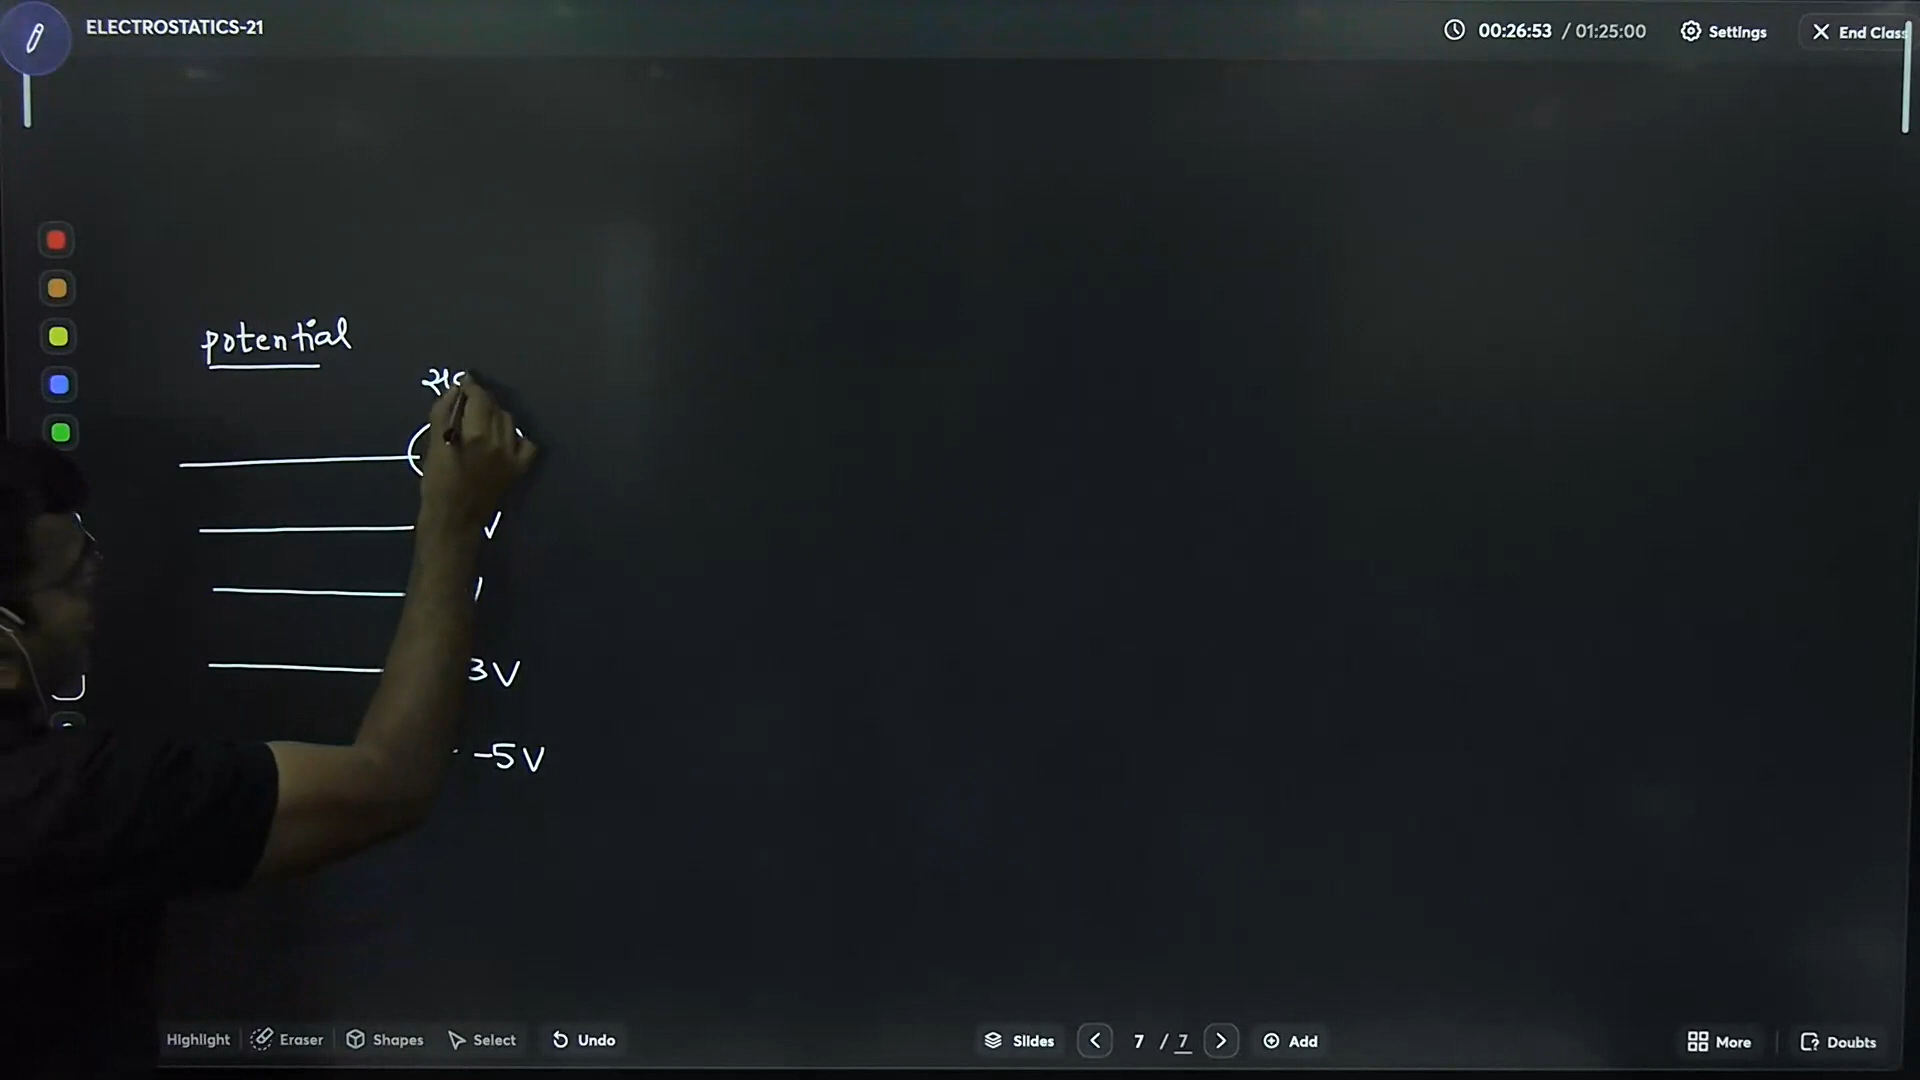 ELECTROSTATICS-21
00:26:53 / 01:25:00
Settings
End Class
potential
V
3V
-5V
Highlight
Eraser
Shapes
Select
Undo
Slides
7 / 7
Add
More
Doubts